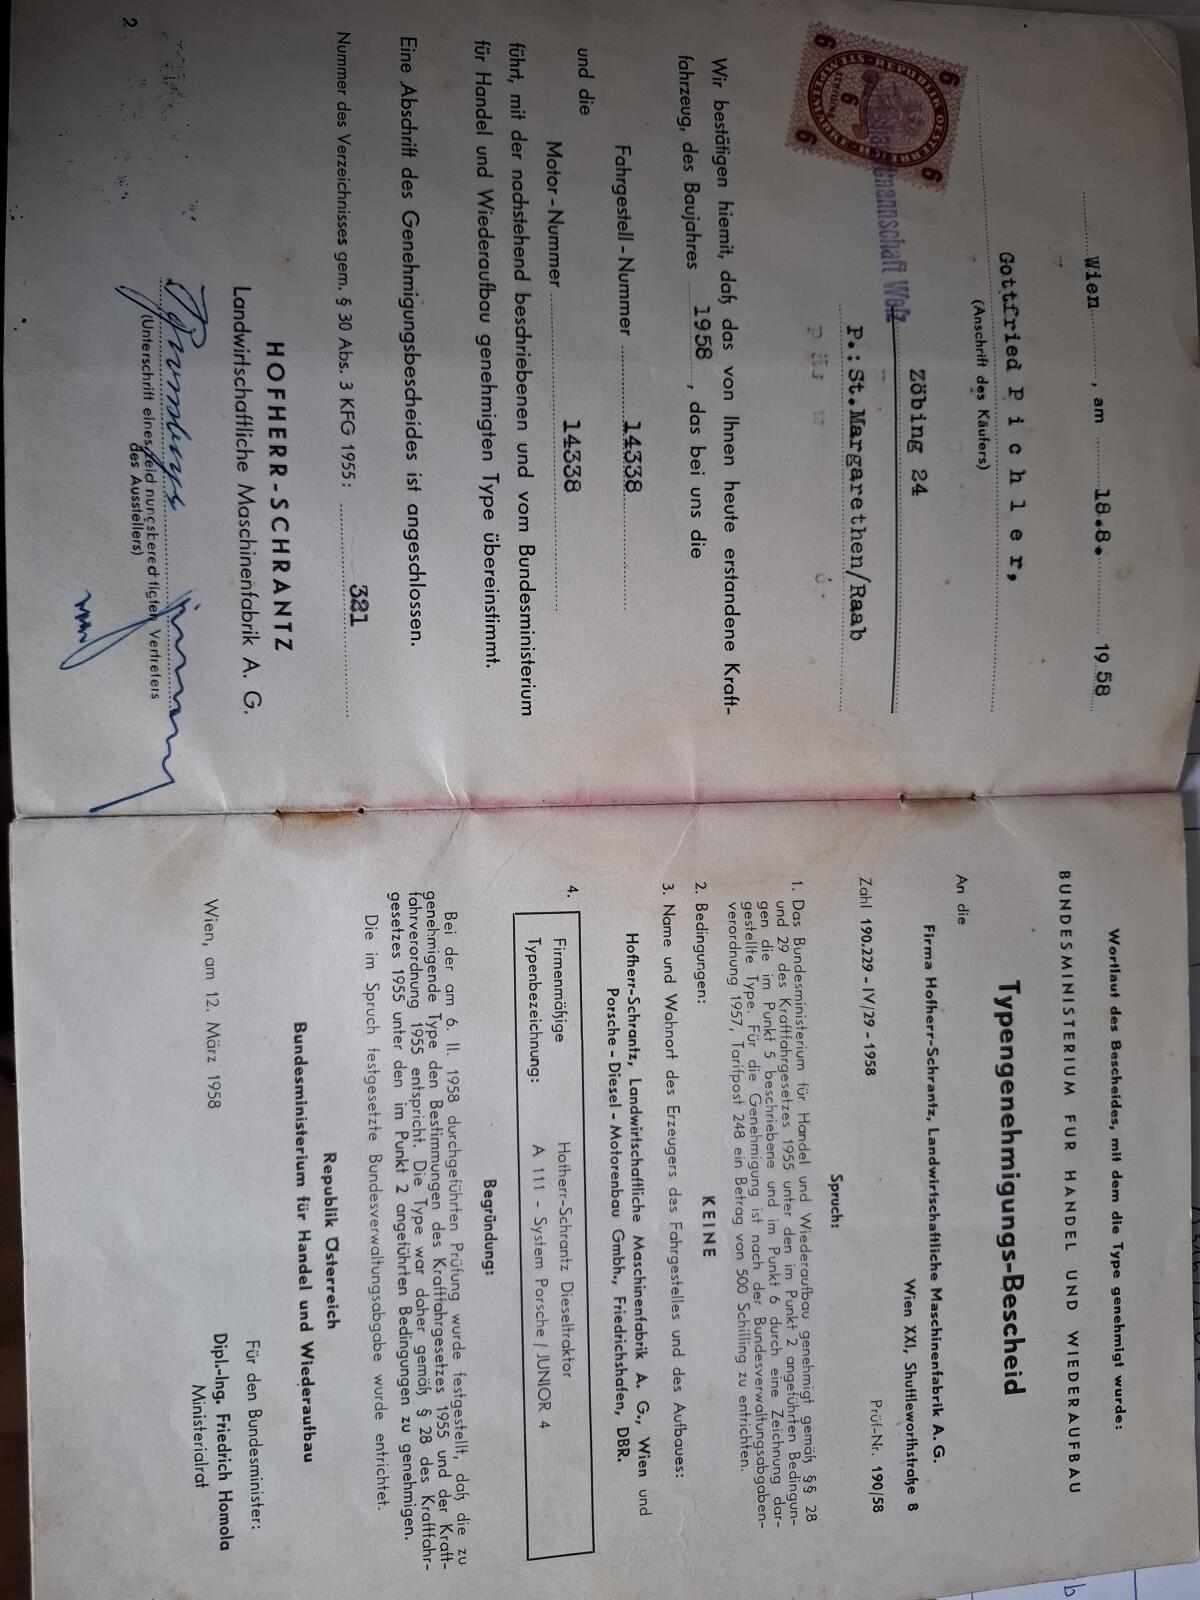 Wien, am 18.8. 1958
Gottfried Pichler,
(Anschrift des Käufers)
Zöbing 24
P.:St.Margarethen/Raab
Wir bestätigen hiemit, daß das von Ihnen heute erstandene Kraft-
fahrzeug, des Baujahres 1958, das bei uns die
Fahrgestell-Nummer 14338
und die
Motor-Nummer 14338
führt, mit der nachstehend beschriebenen und vom Bundesministerium
für Handel und Wiederaufbau genehmigten Type übereinstimmt.
Eine Abschrift des Genehmigungsbescheides ist angeschlossen.
Nummer des Verzeichnisses gem. § 30 Abs. 3 KFG 1955: 321
HOFHERR-SCHRANTZ
Landwirtschaftliche Maschinenfabrik A. G.
(Unterschrift eines zeichnungsberechtigten Vertreters
des Ausstellers)
2
Wortlaut des Bescheides, mit dem die Type genehmigt wurde:
BUNDESMINISTERIUM FÜR HANDEL UND WIEDERAUFBAU
Typengenehmigungs-Bescheid
An die
Firma Hofherr-Schrantz, Landwirtschaftliche Maschinenfabrik A. G.
Wien XXI, Shuttleworthstraße 8
Zahl 190.229 - IV/29 - 1958 Prüf-Nr. 190/58
Spruch:
1. Das Bundesministerium für Handel und Wiederaufbau genehmigt gemäß §§ 28
und 29 des Kraftfahrgesetzes 1955 unter den im Punkt 2 angeführten Bedingun-
gen die im Punkt 5 beschriebene und im Punkt 6 durch eine Zeichnung dar-
gestellte Type. Für die Genehmigung ist nach der Bundesverwaltungsabgaben-
verordnung 1957, Tarifpost 248 ein Betrag von 500 Schilling zu entrichten.
2. Bedingungen: KEINE
3. Name und Wohnort des Erzeugers des Fahrgestelles und des Aufbaues:
Hofherr-Schrantz, Landwirtschaftliche Maschinenfabrik A. G., Wien und
Porsche - Diesel - Motorenbau Gmbh., Friedrichshafen, DBR.
4. Firmenmäßige Hofherr-Schrantz Dieseltraktor
Typenbezeichnung: A 111 - System Porsche / JUNIOR 4
Begründung:
Bei der am 6. II. 1958 durchgeführten Prüfung wurde festgestellt, daß die zu
genehmigende Type den Bestimmungen des Kraftfahrgesetzes 1955 und der Kraft-
fahrverordnung 1955 entspricht. Die Type war daher gemäß § 28 des Kraftfahr-
gesetzes 1955 unter den im Punkt 2 angeführten Bedingungen zu genehmigen.
Die im Spruch festgesetzte Bundesverwaltungsabgabe wurde entrichtet.
Republik Österreich
Bundesministerium für Handel und Wiederaufbau
Für den Bundesminister:
Wien, am 12. März 1958 Dipl.-Ing. Friedrich Homola
Ministerialrat